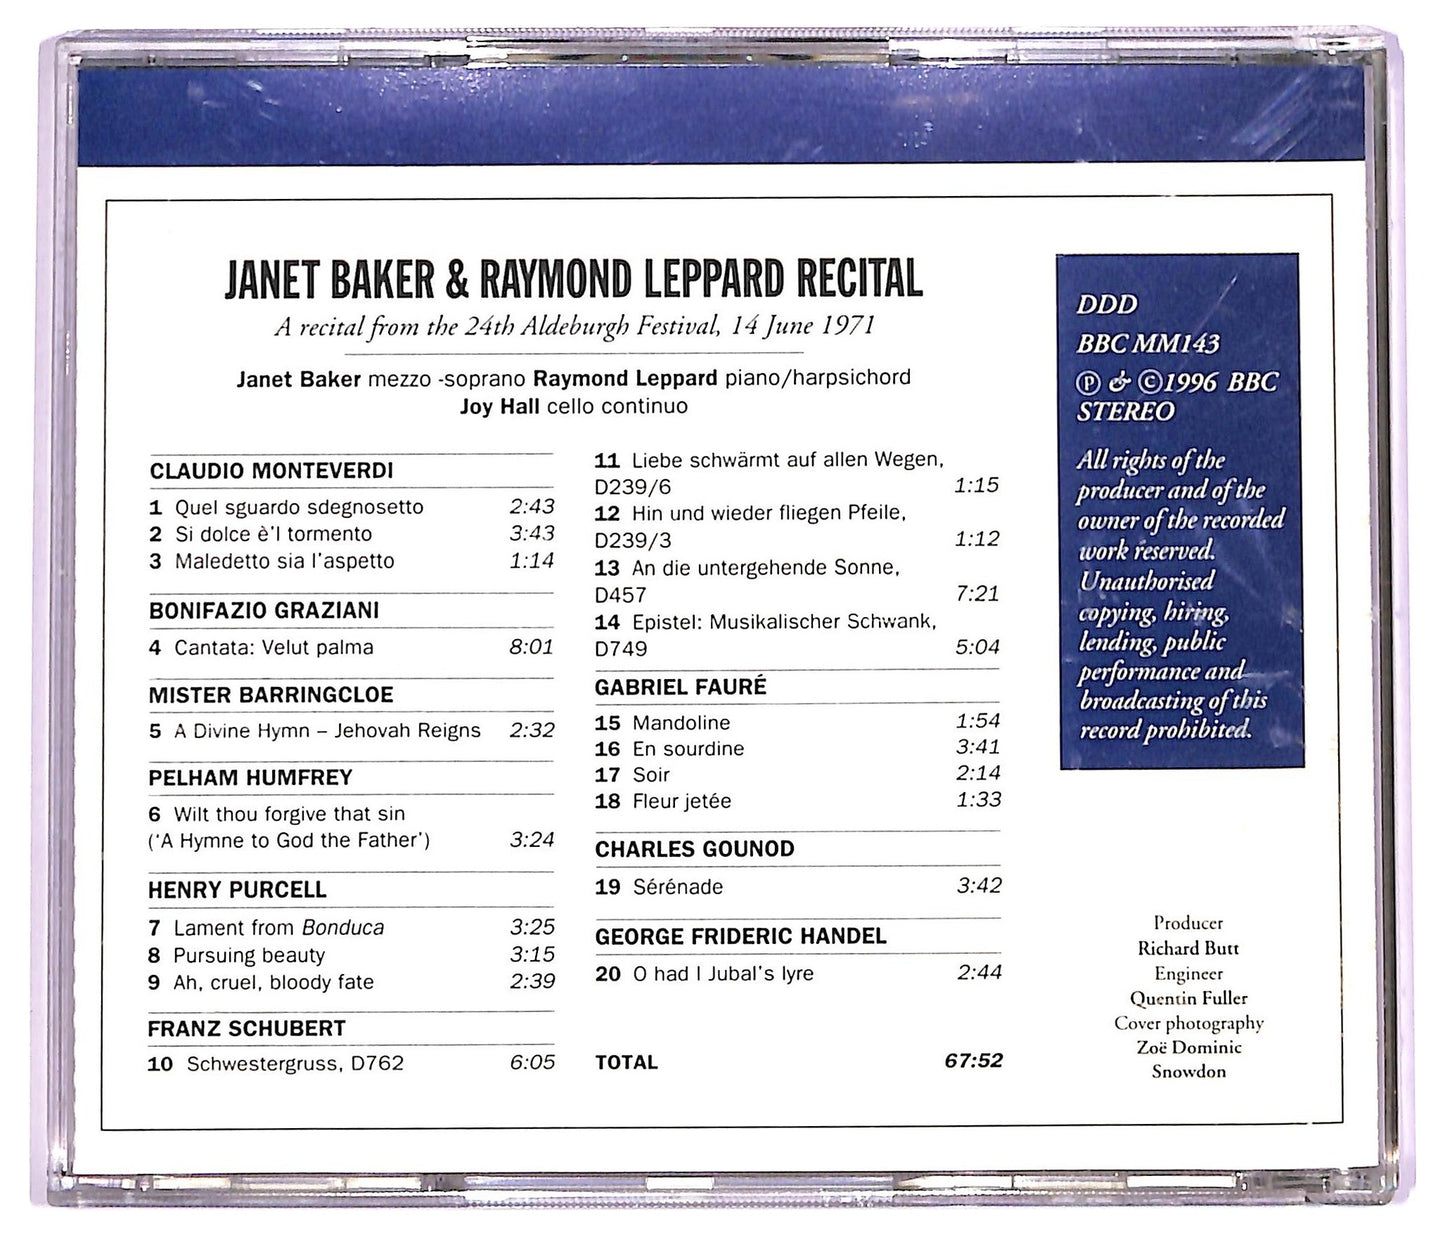 JANET BAKER & RAYMOND LEPPARD RECITAL
A recital from the 24th Aldeburgh Festival, 14 June 1971
Janet Baker mezzo -soprano Raymond Leppard piano/harpsichord
Joy Hall cello continuo
CLAUDIO MONTEVERDI
1 Quel sguardo sdegnosetto 2:43
2 Si dolce è'l tormento 3:43
3 Maledetto sia l'aspetto 1:14
BONIFAZIO GRAZIANI
4 Cantata: Velut palma 8:01
MISTER BARRINGCLOE
5 A Divine Hymn – Jehovah Reigns 2:32
PELHAM HUMFREY
6 Wilt thou forgive that sin
('A Hymne to God the Father') 3:24
HENRY PURCELL
7 Lament from Bonduca 3:25
8 Pursuing beauty 3:15
9 Ah, cruel, bloody fate 2:39
FRANZ SCHUBERT
10 Schwestergruss, D762 6:05
11 Liebe schwärmt auf allen Wegen,
D239/6 1:15
12 Hin und wieder fliegen Pfeile,
D239/3 1:12
13 An die untergehende Sonne,
D457 7:21
14 Epistel: Musikalischer Schwank,
D749 5:04
GABRIEL FAURÉ
15 Mandoline 1:54
16 En sourdine 3:41
17 Soir 2:14
18 Fleur jetée 1:33
CHARLES GOUNOD
19 Sérénade 3:42
GEORGE FRIDERIC HANDEL
20 O had I Jubal's lyre 2:44
TOTAL 67:52
DDD
BBC MM143
Ⓟ & ©1996 BBC
STEREO
All rights of the
producer and of the
owner of the recorded
work reserved.
Unauthorised
copying, hiring,
lending, public
performance and
broadcasting of this
record prohibited.
Producer
Richard Butt
Engineer
Quentin Fuller
Cover photography
Zoë Dominic
Snowdon